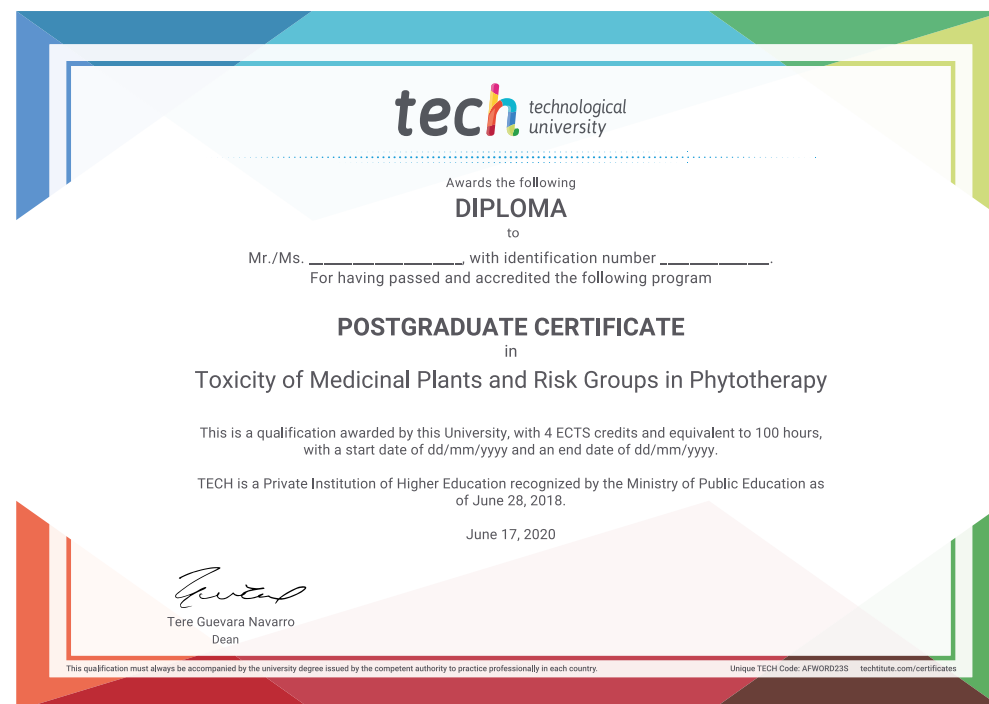 tech technological
university
Awards the following
DIPLOMA
to
Mr./Ms. ____________________, with identification number ______________.
For having passed and accredited the following program
POSTGRADUATE CERTIFICATE
in
Toxicity of Medicinal Plants and Risk Groups in Phytotherapy
This is a qualification awarded by this University, with 4 ECTS credits and equivalent to 100 hours,
with a start date of dd/mm/yyyy and an end date of dd/mm/yyyy.
TECH is a Private Institution of Higher Education recognized by the Ministry of Public Education as
of June 28, 2018.
June 17, 2020
Tere Guevara Navarro
Dean
This qualification must always be accompanied by the university degree issued by the competent authority to practice professionally in each country.
Unique TECH Code: AFWORD23S techtitute.com/certificates